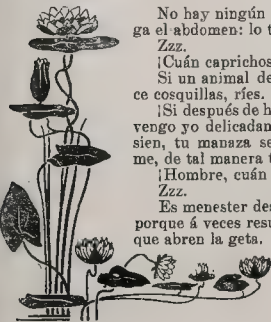 No hay ningún
ga el abdomen: lo t
Zzz.
¡Cuán caprichos
Si un animal de
ce cosquillas, ríes.
¡Si después de h
vengo yo delicadan
sien, tu manaza se
me, de tal manera t
¡Hombre, cuán
Zzz.
Es menester des
porque á veces resu
que abren la geta.